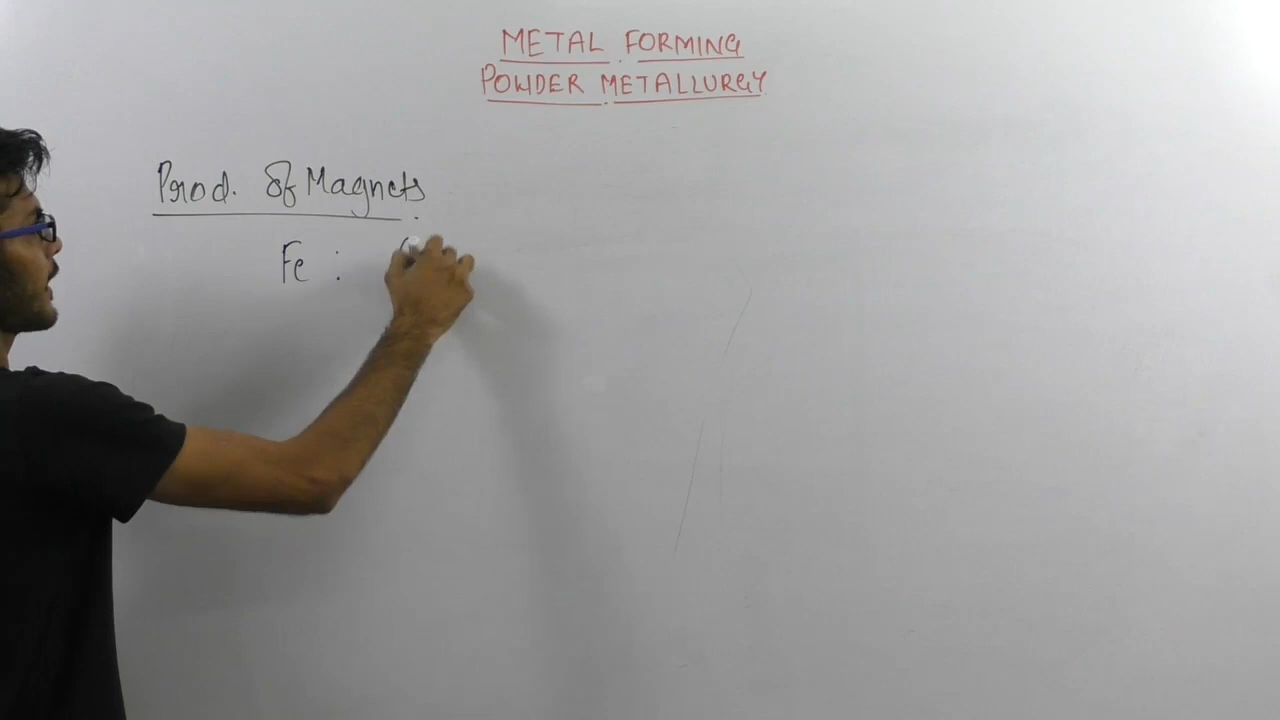 METAL FORMING
POWDER METALLURGY
Prod. of Magnets
Fe :